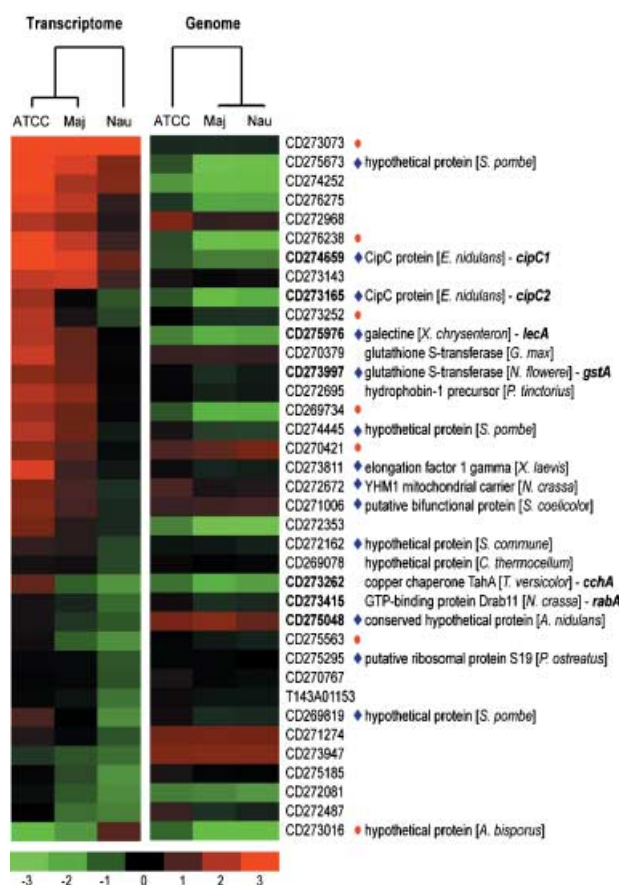 Transcriptome Genome
ATCC Maj Nau ATCC Maj Nau
CD273073
CD275673 hypothetical protein [S. pombe]
CD274252
CD276275
CD272968
CD276238
CD274659 CipC protein [E. nidulans] - cipC1
CD273143
CD273165 CipC protein [E. nidulans] - cipC2
CD273252
CD275976 galectine [X. chrysenteron] - lecA
CD270379 glutathione S-transferase [G. max]
CD273997 glutathione S-transferase [N. flowerei] - gstA
CD272695 hydrophobin-1 precursor [P. tinctorius]
CD269734
CD274445 hypothetical protein [S. pombe]
CD270421
CD273811 elongation factor 1 gamma [X. laevis]
CD272672 YHM1 mitochondrial carrier [N. crassa]
CD271006 putative bifunctional protein [S. coelicolor]
CD272353
CD272162 hypothetical protein [S. commune]
CD269078 hypothetical protein [C. thermocellum]
CD273262 copper chaperone TahA [T. versicolor] - cchA
CD273415 GTP-binding protein Drab11 [N. crassa] - rabA
CD275048 conserved hypothetical protein [A. nidulans]
CD275563
CD275295 putative ribosomal protein S19 [P. ostreatus]
CD270767
T143A01153
CD269819 hypothetical protein [S. pombe]
CD271274
CD273947
CD275185
CD272081
CD272487
CD273016 hypothetical protein [A. bisporus]
-3 -2 -1 0 1 2 3